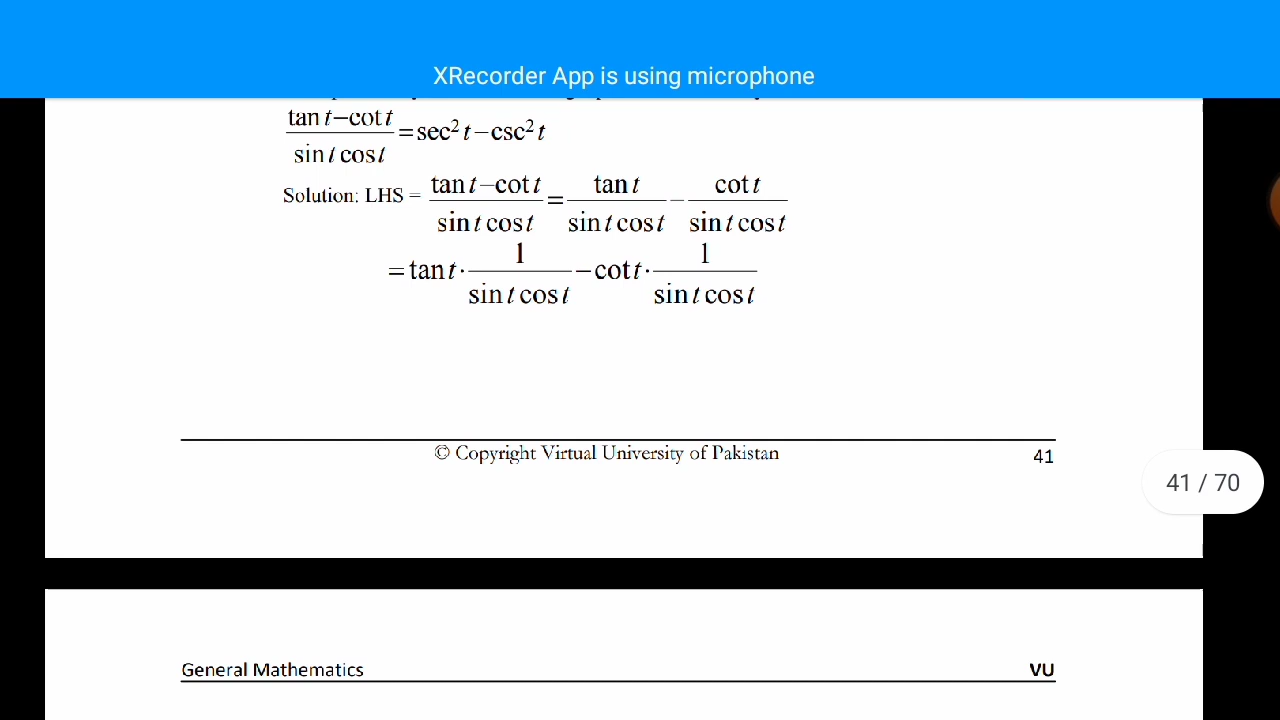 XRecorder App is using microphone
tan t−cot t / sin t cos t = sec² t − csc² t
Solution: LHS = tan t−cot t / sin t cos t = tan t / sin t cos t − cot t / sin t cos t
= tan t · 1 / sin t cos t − cot t · 1 / sin t cos t
© Copyright Virtual University of Pakistan 41
41 / 70
General Mathematics VU